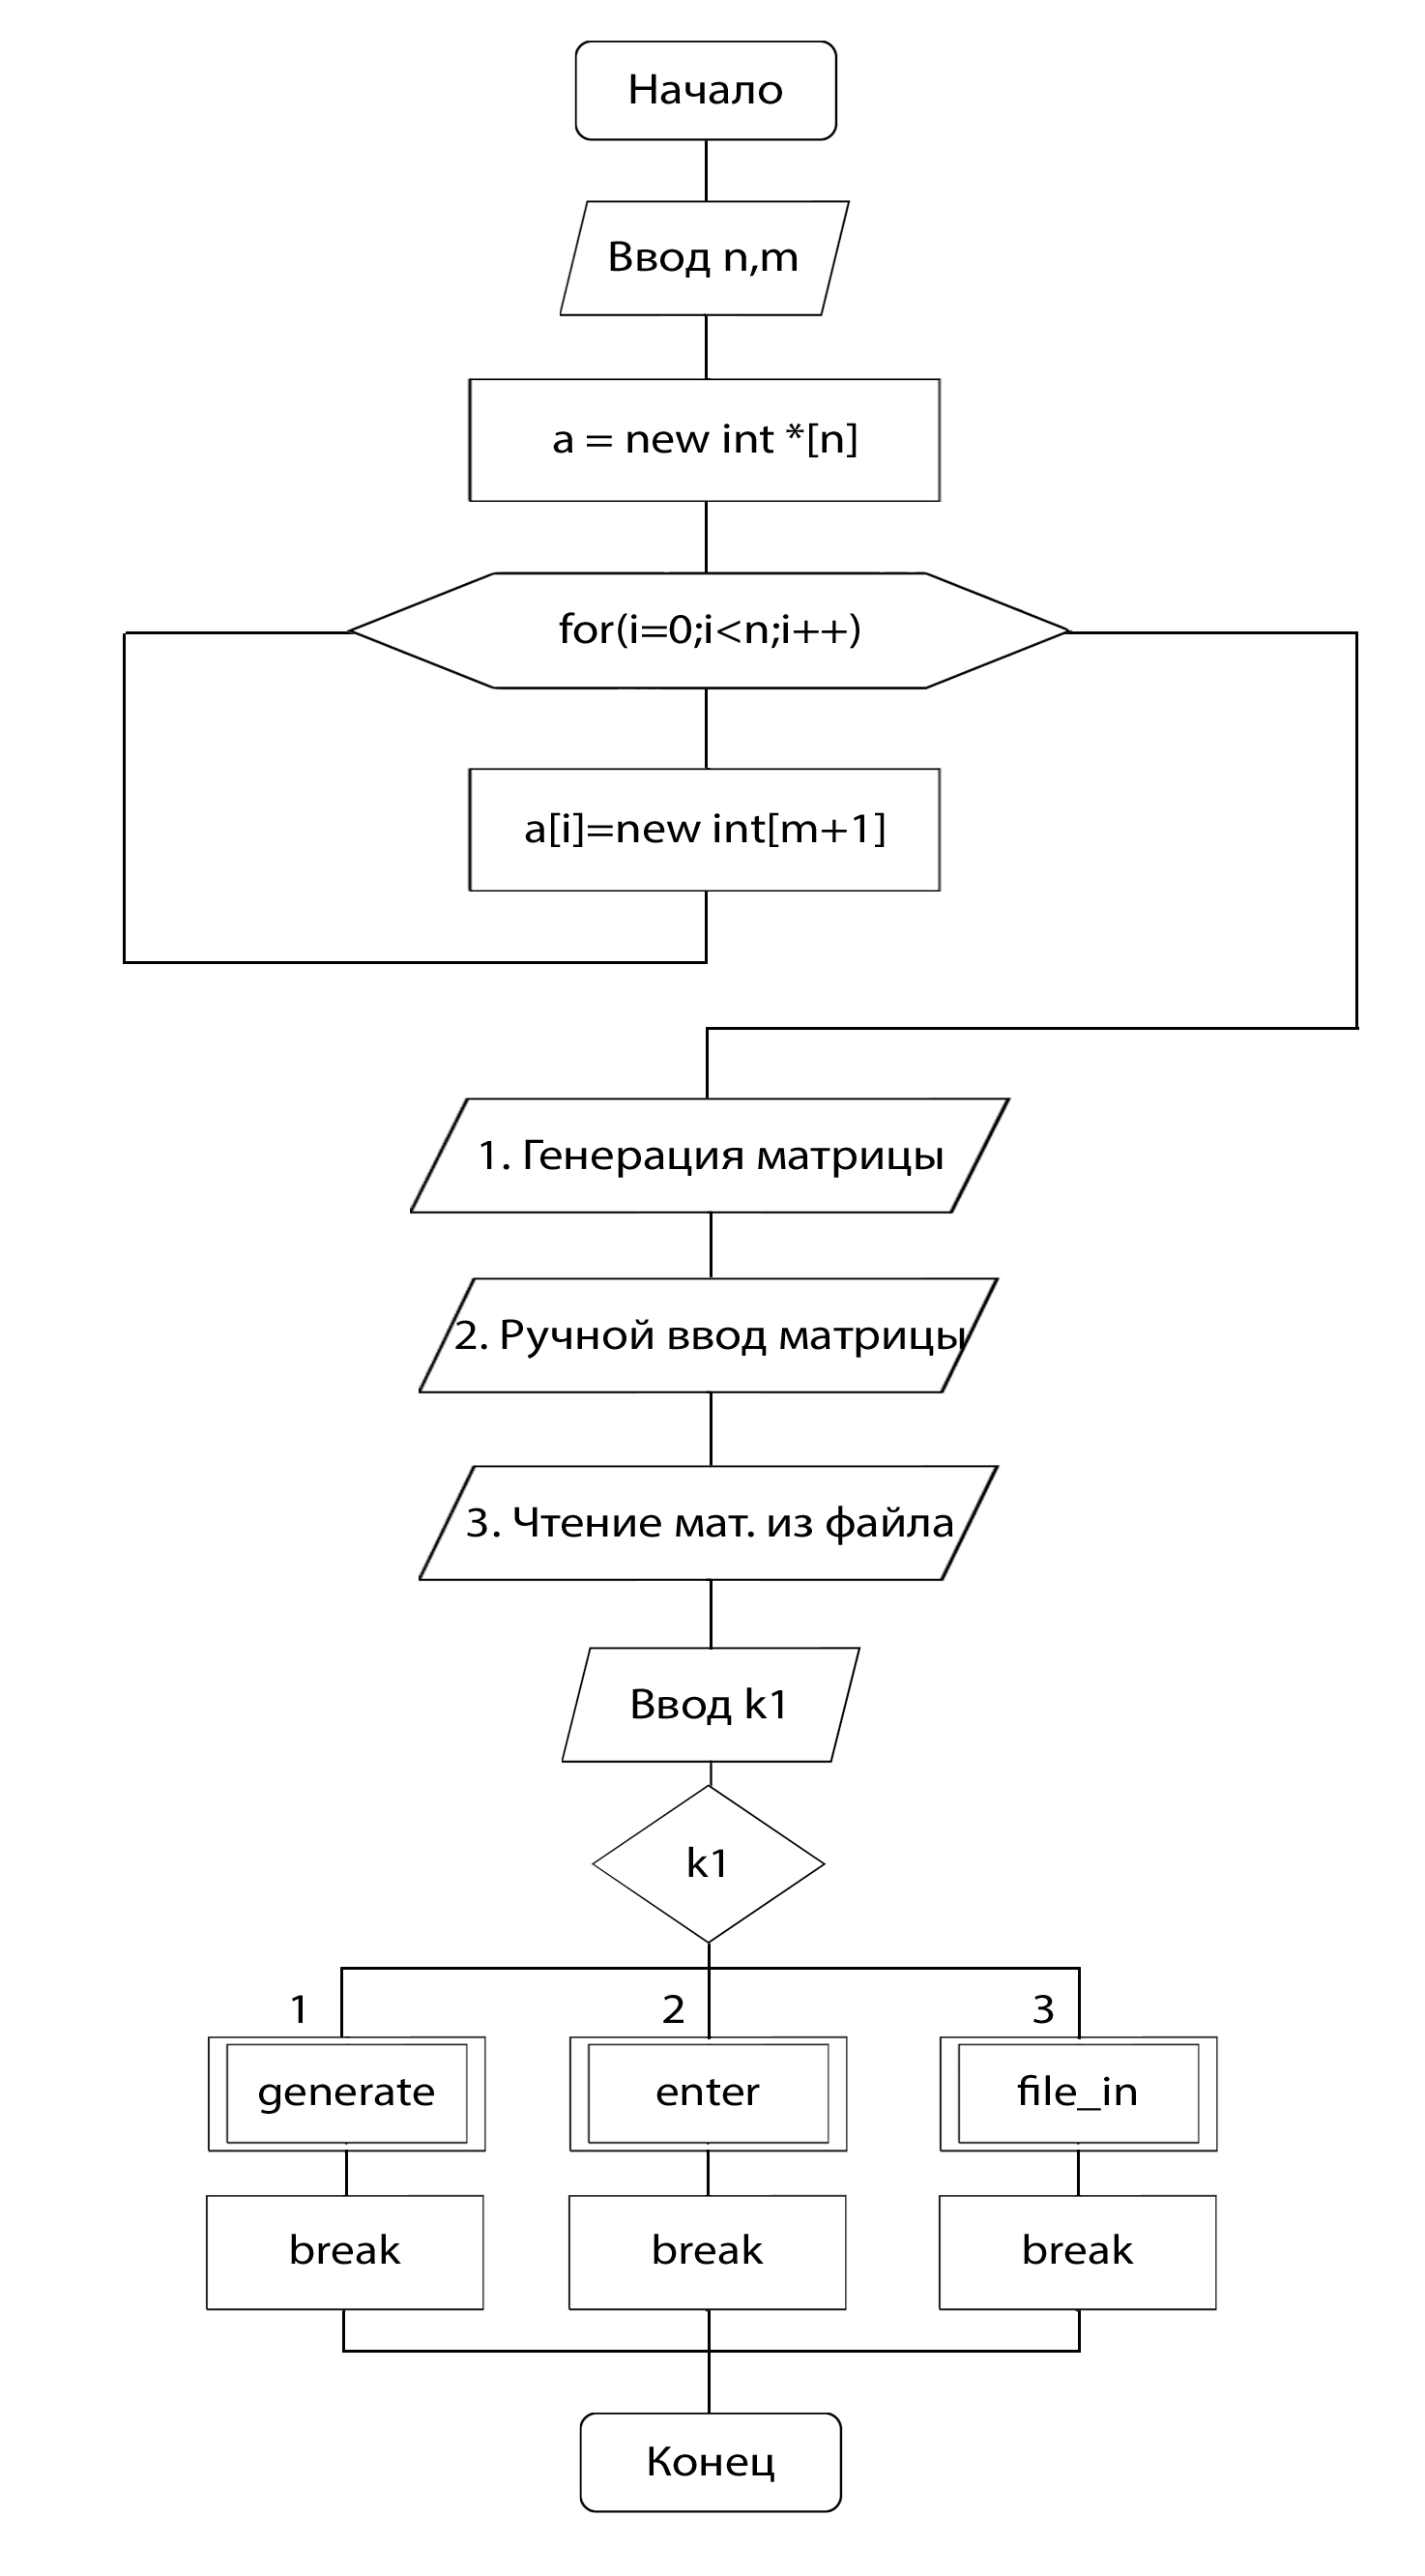 Начало
Ввод n,m
a = new int *[n]
for(i=0;i<n;i++)
a[i]=new int[m+1]
1. Генерация матрицы
2. Ручной ввод матрицы
3. Чтение мат. из файла
Ввод k1
k1
1 2 3
generate enter file_in
break break break
Конец